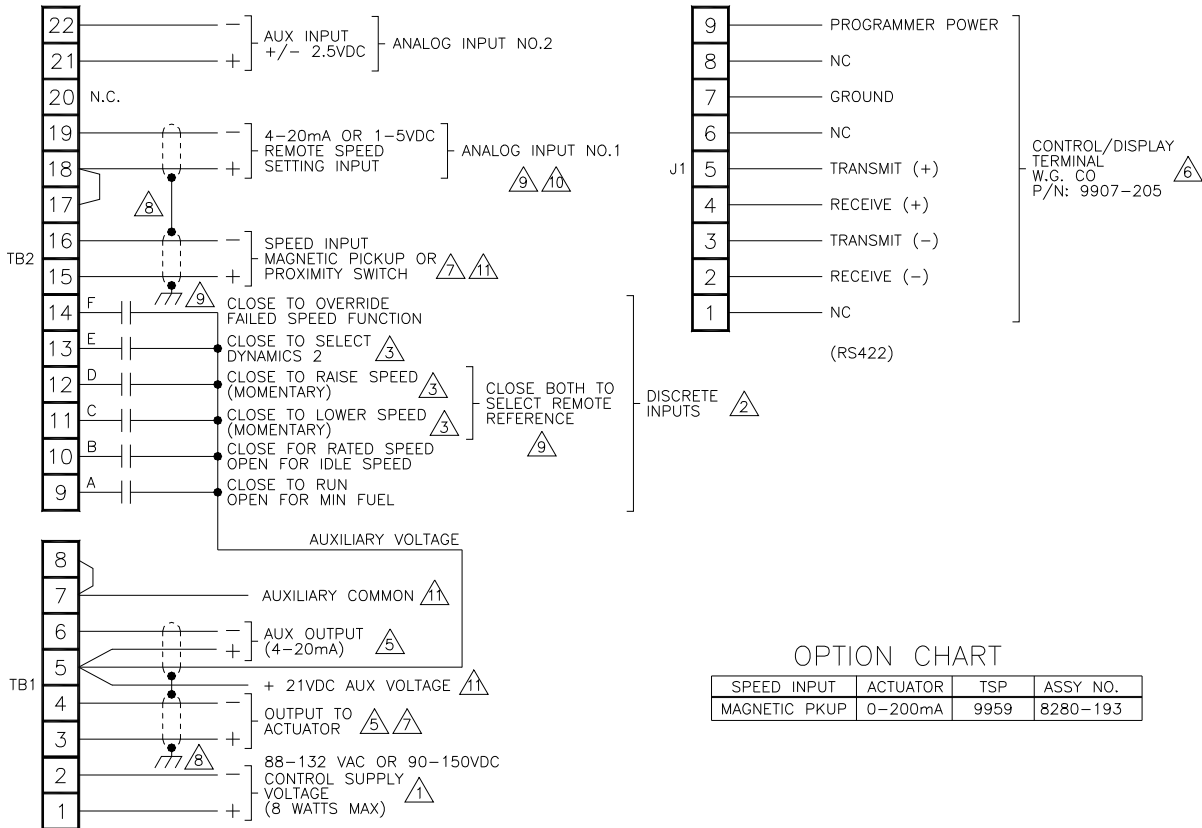 22 − AUX INPUT
+/− 2.5VDC ANALOG INPUT NO.2
21 +
20 N.C.
19 − 4−20mA OR 1−5VDC
REMOTE SPEED ANALOG INPUT NO.1
18 + SETTING INPUT
9 10
17
8
TB2
16 − SPEED INPUT
MAGNETIC PICKUP OR
15 + PROXIMITY SWITCH 7 11
9
14 F CLOSE TO OVERRIDE
FAILED SPEED FUNCTION
13 E CLOSE TO SELECT
DYNAMICS 2 3
12 D CLOSE TO RAISE SPEED
(MOMENTARY) 3
11 C CLOSE TO LOWER SPEED
(MOMENTARY) 3
CLOSE BOTH TO
SELECT REMOTE
REFERENCE
9
DISCRETE
INPUTS 2
10 B CLOSE FOR RATED SPEED
OPEN FOR IDLE SPEED
9 A CLOSE TO RUN
OPEN FOR MIN FUEL
AUXILIARY VOLTAGE
8
7 AUXILIARY COMMON 11
6 − AUX OUTPUT
+ (4−20mA) 5
5
TB1
+ 21VDC AUX VOLTAGE 11
4 − OUTPUT TO
ACTUATOR 5 7
3 +
8
2 − 88−132 VAC OR 90−150VDC
CONTROL SUPPLY
VOLTAGE 1
1 + (8 WATTS MAX)
9 PROGRAMMER POWER
8 NC
7 GROUND
6 NC
J1 5 TRANSMIT (+)
4 RECEIVE (+)
3 TRANSMIT (−)
2 RECEIVE (−)
1 NC
(RS422)
CONTROL/DISPLAY
TERMINAL
W.G. CO 6
P/N: 9907−205
OPTION CHART
SPEED INPUT ACTUATOR TSP ASSY NO.
MAGNETIC PKUP 0−200mA 9959 8280−193